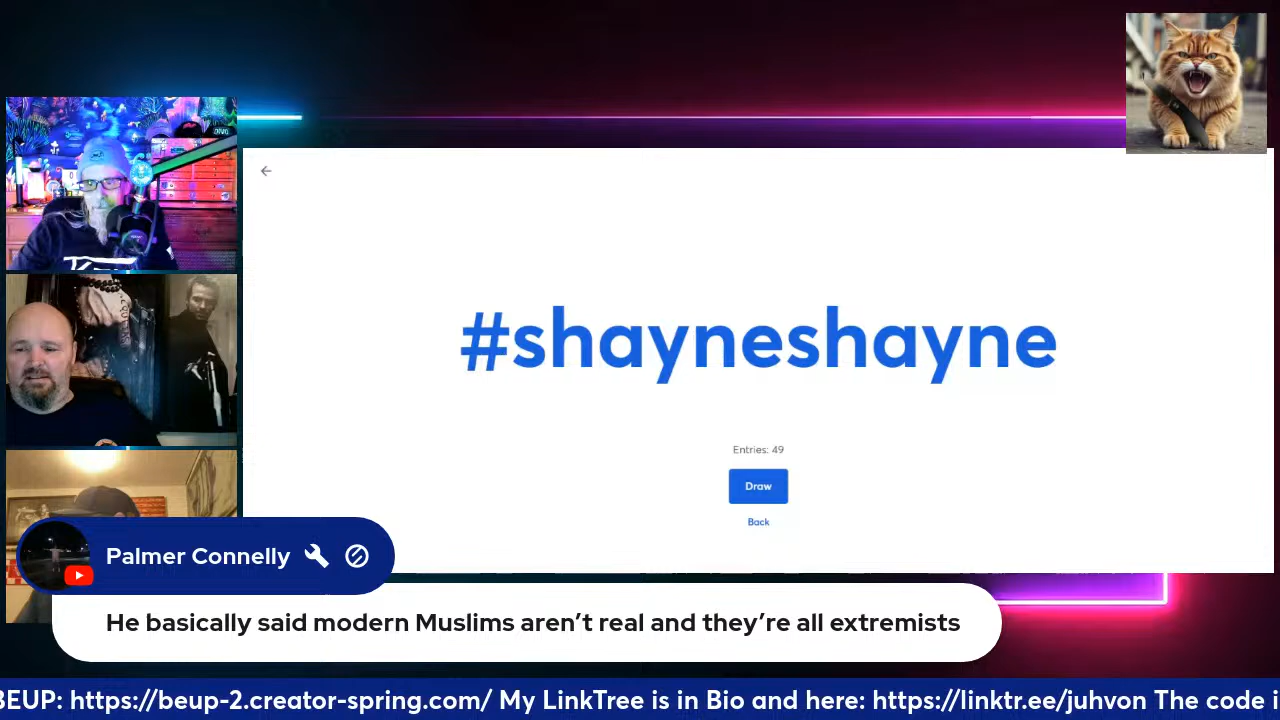 #shayneshayne
Entries: 49
Draw
Back
Palmer Connelly
He basically said modern Muslims aren’t real and they’re all extremists
BEUP: https://beup-2.creator-spring.com/ My LinkTree is in Bio and here: https://linktr.ee/juhvon The code i